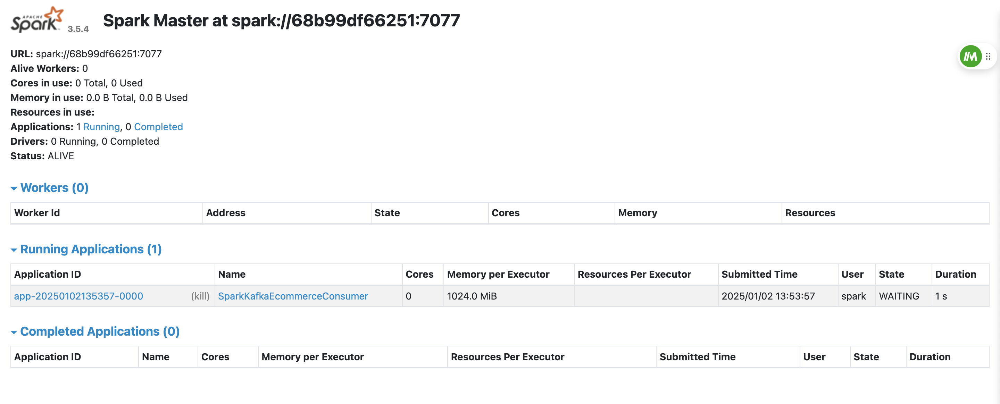 APACHE
Spark 3.5.4 Spark Master at spark://68b99df66251:7077
URL: spark://68b99df66251:7077
Alive Workers: 0
Cores in use: 0 Total, 0 Used
Memory in use: 0.0 B Total, 0.0 B Used
Resources in use:
Applications: 1 Running, 0 Completed
Drivers: 0 Running, 0 Completed
Status: ALIVE
Workers (0)
Worker Id Address State Cores Memory Resources
Running Applications (1)
Application ID Name Cores Memory per Executor Resources Per Executor Submitted Time User State Duration
app-20250102135357-0000 (kill) SparkKafkaEcommerceConsumer 0 1024.0 MiB 2025/01/02 13:53:57 spark WAITING 1 s
Completed Applications (0)
Application ID Name Cores Memory per Executor Resources Per Executor Submitted Time User State Duration